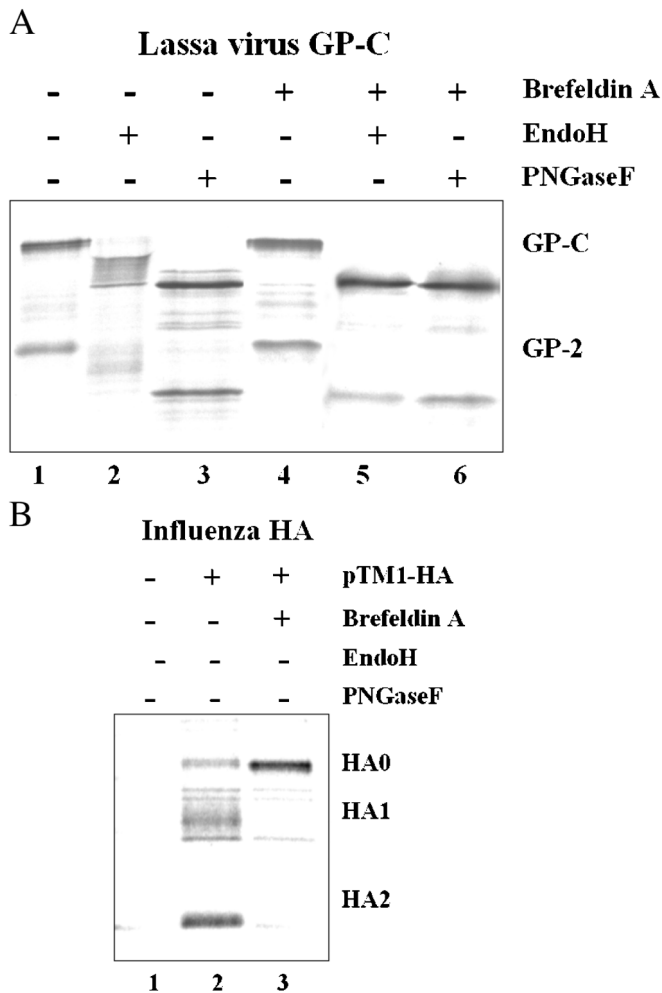 A
Lassa virus GP-C
- - - + + + Brefeldin A
- + - - + - EndoH
- - + - - + PNGaseF
GP-C
GP-2
1 2 3 4 5 6
B
Influenza HA
- + + pTM1-HA
- - + Brefeldin A
- - - EndoH
- - - PNGaseF
HA0
HA1
HA2
1 2 3